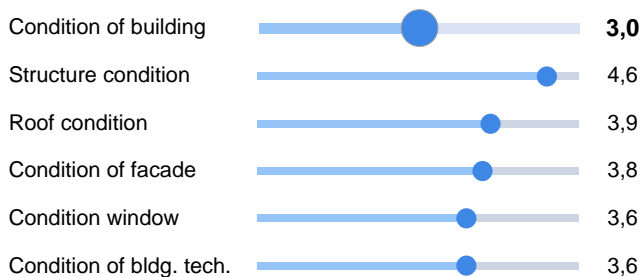 Condition of building 3,0
Structure condition 4,6
Roof condition 3,9
Condition of facade 3,8
Condition window 3,6
Condition of bldg. tech. 3,6